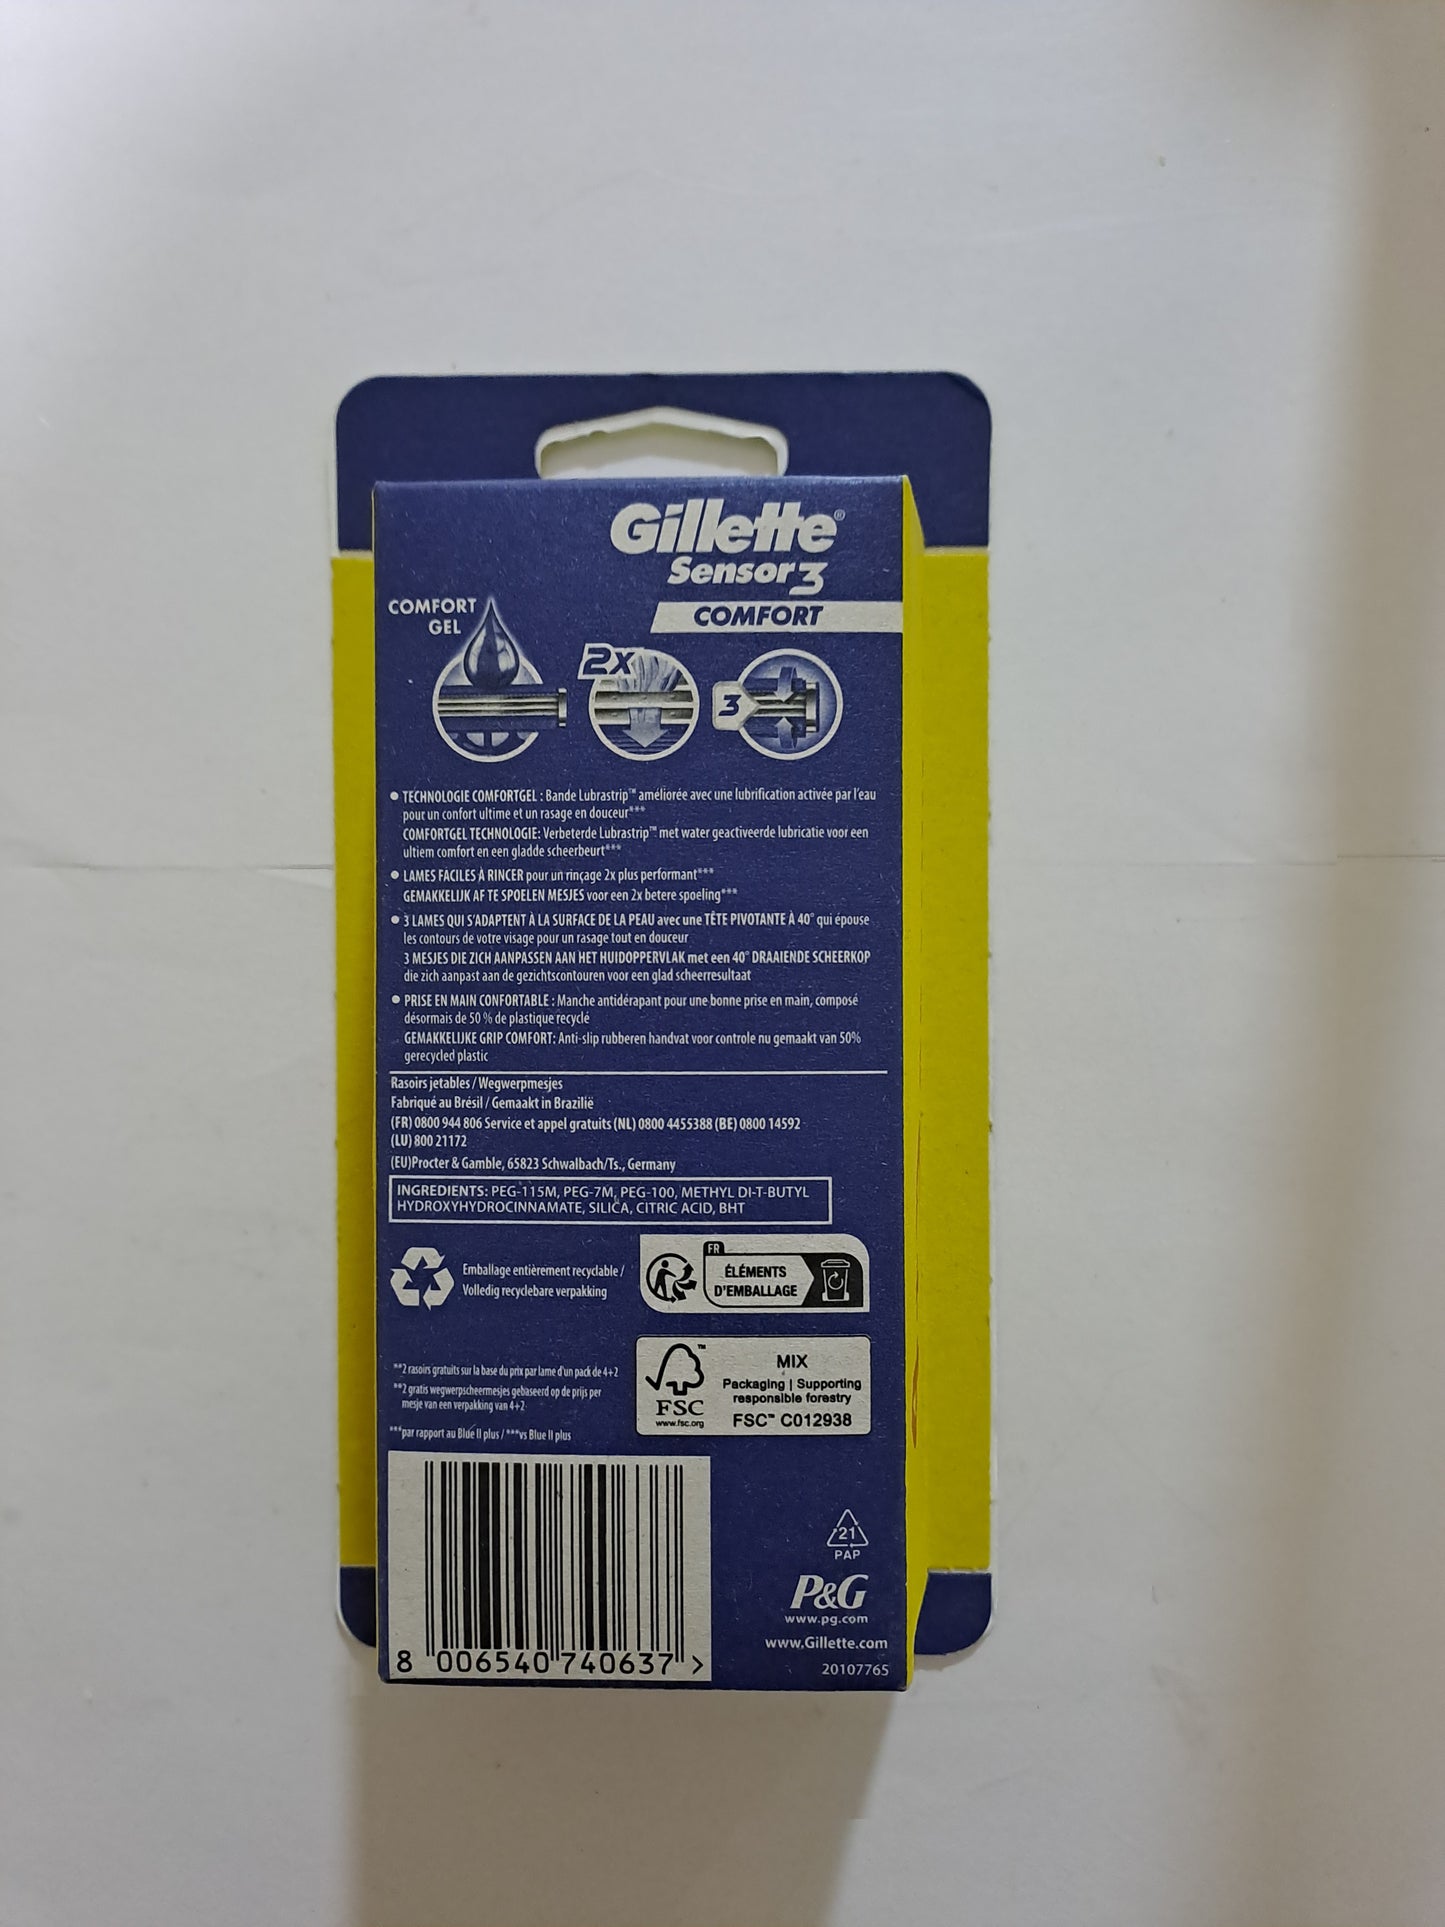 Gillette®
Sensor3
COMFORT
COMFORT
GEL
2x
3
• TECHNOLOGIE COMFORTGEL : Bande Lubrastrip™ améliorée avec une lubrification activée par l'eau
pour un confort ultime et un rasage en douceur***
COMFORTGEL TECHNOLOGIE: Verbeterde Lubrastrip™ met water geactiveerde lubricatie voor een
ultiem comfort en een gladde scheerbeurt***
• LAMES FACILES À RINCER pour un rinçage 2x plus performant***
GEMAKKELIJK AF TE SPOELEN MESJES voor een 2x betere spoeling***
• 3 LAMES QUI S'ADAPTENT À LA SURFACE DE LA PEAU avec une TÊTE PIVOTANTE À 40° qui épouse
les contours de votre visage pour un rasage tout en douceur
3 MESJES DIE ZICH AANPASSEN AAN HET HUIDOPPERVLAK met een 40° DRAAIENDE SCHEERKOP
die zich aanpast aan de gezichtscontouren voor een glad scheerresultaat
• PRISE EN MAIN CONFORTABLE : Manche antidérapant pour une bonne prise en main, composé
désormais de 50 % de plastique recyclé
GEMAKKELIJKE GRIP COMFORT: Anti-slip rubberen handvat voor controle nu gemaakt van 50%
gerecycled plastic
Rasoirs jetables / Wegwerpmesjes
Fabriqué au Brésil / Gemaakt in Brazilië
(FR) 0800 944 806 Service et appel gratuits (NL) 0800 4455388 (BE) 0800 14592
(LU) 800 21172
(EU)Procter & Gamble, 65823 Schwalbach/Ts., Germany
INGREDIENTS: PEG-115M, PEG-7M, PEG-100, METHYL DI-T-BUTYL
HYDROXYHYDROCINNAMATE, SILICA, CITRIC ACID, BHT
Emballage entièrement recyclable /
Volledig recyclebare verpakking
FR
ÉLÉMENTS
D'EMBALLAGE
**2 rasoirs gratuits sur la base du prix par lame d'un pack de 4+2
**2 gratis wegwerpscheermesjes gebaseerd op de prijs per
mesje van een verpakking van 4+2
***par rapport au Blue II plus / ***vs Blue II plus
FSC™
www.fsc.org
MIX
Packaging | Supporting
responsible forestry
FSC™ C012938
8 006540 740637 >
21
PAP
P&G
www.pg.com
www.Gillette.com
20107765